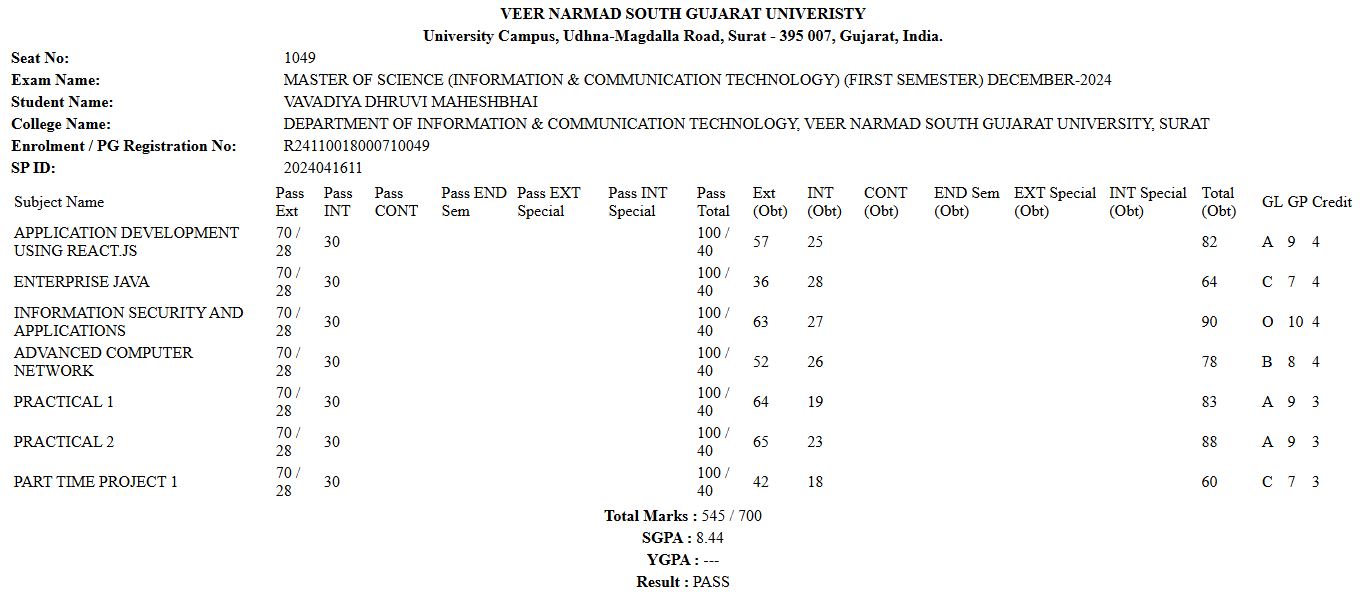 VEER NARMAD SOUTH GUJARAT UNIVERISTY
University Campus, Udhna-Magdalla Road, Surat - 395 007, Gujarat, India.
Seat No: 1049
Exam Name: MASTER OF SCIENCE (INFORMATION & COMMUNICATION TECHNOLOGY) (FIRST SEMESTER) DECEMBER-2024
Student Name: VAVADIYA DHRUVI MAHESHBHAI
College Name: DEPARTMENT OF INFORMATION & COMMUNICATION TECHNOLOGY, VEER NARMAD SOUTH GUJARAT UNIVERSITY, SURAT
Enrolment / PG Registration No: R24110018000710049
SP ID: 2024041611
Subject Name Pass Ext Pass INT Pass CONT Pass END Sem Pass EXT Special Pass INT Special Pass Total Ext (Obt) INT (Obt) CONT (Obt) END Sem (Obt) EXT Special (Obt) INT Special (Obt) Total (Obt) GL GP Credit
APPLICATION DEVELOPMENT USING REACT.JS 70 / 28 30 100 / 40 57 25 82 A 9 4
ENTERPRISE JAVA 70 / 28 30 100 / 40 36 28 64 C 7 4
INFORMATION SECURITY AND APPLICATIONS 70 / 28 30 100 / 40 63 27 90 O 10 4
ADVANCED COMPUTER NETWORK 70 / 28 30 100 / 40 52 26 78 B 8 4
PRACTICAL 1 70 / 28 30 100 / 40 64 19 83 A 9 3
PRACTICAL 2 70 / 28 30 100 / 40 65 23 88 A 9 3
PART TIME PROJECT 1 70 / 28 30 100 / 40 42 18 60 C 7 3
Total Marks : 545 / 700
SGPA : 8.44
YGPA : ---
Result : PASS